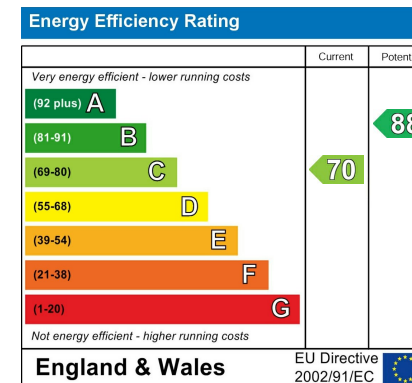 Energy Efficiency Rating
Current Potent
Very energy efficient - lower running costs
(92 plus) A
(81-91) B
88
(69-80) C
70
(55-68) D
(39-54) E
(21-38) F
(1-20) G
Not energy efficient - higher running costs
England & Wales
EU Directive
2002/91/EC